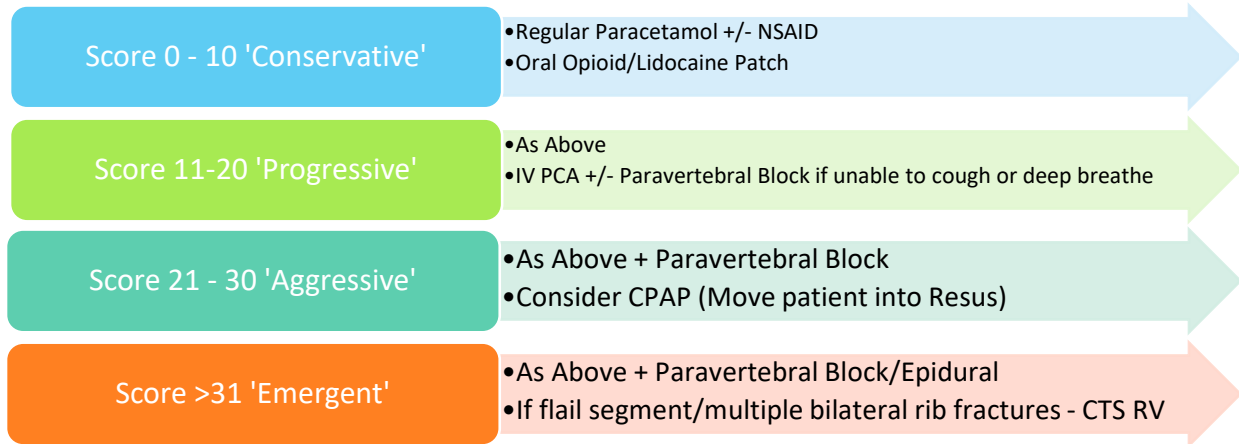 Score 0 - 10 'Conservative'
•Regular Paracetamol +/- NSAID
•Oral Opioid/Lidocaine Patch
Score 11-20 'Progressive'
•As Above
•IV PCA +/- Paravertebral Block if unable to cough or deep breathe
Score 21 - 30 'Aggressive'
•As Above + Paravertebral Block
•Consider CPAP (Move patient into Resus)
Score >31 'Emergent'
•As Above + Paravertebral Block/Epidural
•If flail segment/multiple bilateral rib fractures - CTS RV